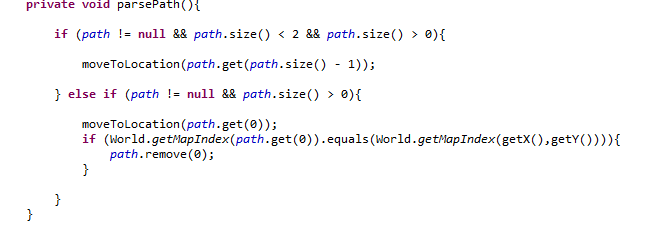 private void parsePath(){
if (path != null && path.size() < 2 && path.size() > 0){
moveToLocation(path.get(path.size() - 1));
} else if (path != null && path.size() > 0){
moveToLocation(path.get(0));
if (World.getMapIndex(path.get(0)).equals(World.getMapIndex(getX(),getY()))){
path.remove(0);
}
}
}